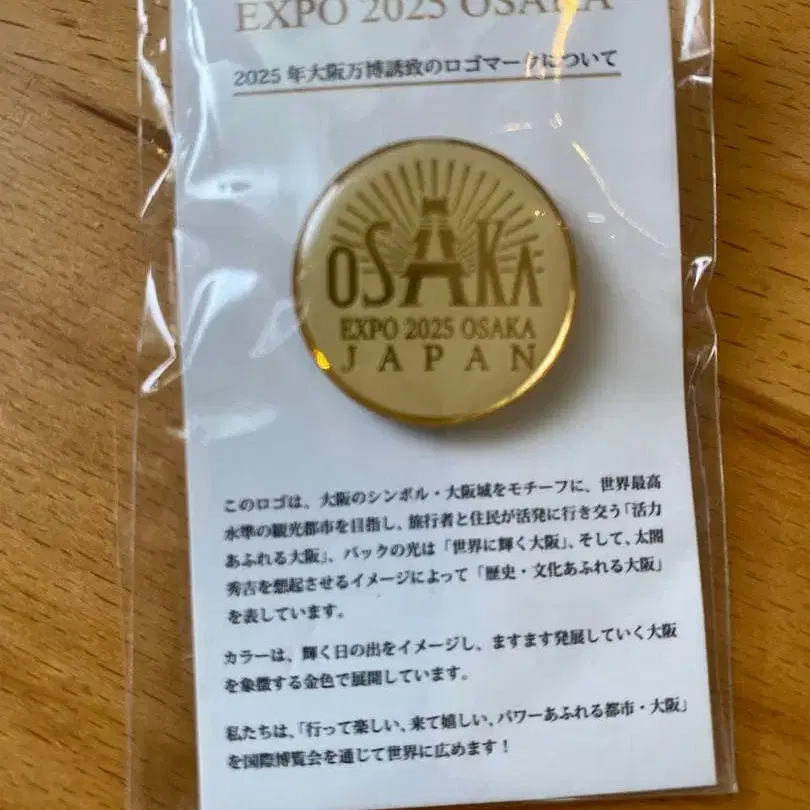 EXPO 2025 OSAKA
2025 年大阪万博誘致のロゴマークについて
OSAKA
EXPO 2025 OSAKA
JAPAN
このロゴは、大阪のシンボル・大阪城をモチーフに、世界最高
水準の観光都市を目指し、旅行者と住民が活発に行き交う「活力
あふれる大阪」、バックの光は「世界に輝く大阪」、そして、太閤
秀吉を想起させるイメージによって「歴史・文化あふれる大阪」
を表しています。
カラーは、輝く日の出をイメージし、ますます発展していく大阪
を象徴する金色で展開しています。
私たちは、「行って楽しい、来て嬉しい、パワーあふれる都市・大阪」
を国際博覧会を通じて世界に広めます！